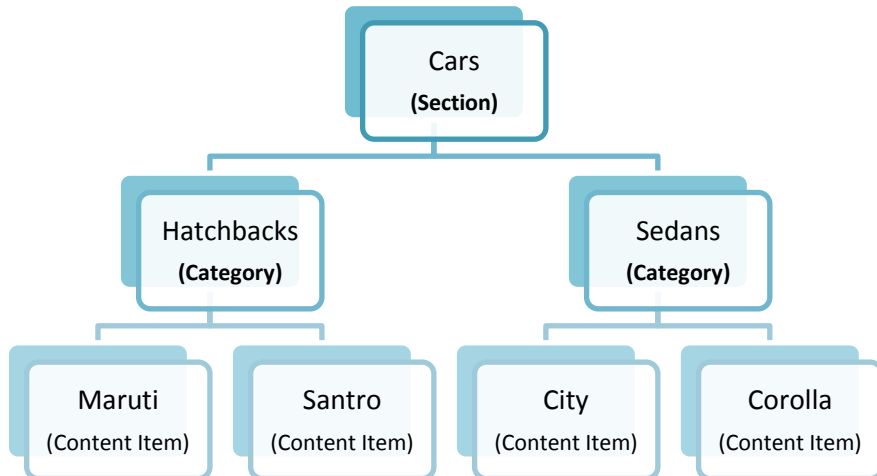 Cars
(Section)
Hatchbacks
(Category)
Sedans
(Category)
Maruti
(Content Item)
Santro
(Content Item)
City
(Content Item)
Corolla
(Content Item)